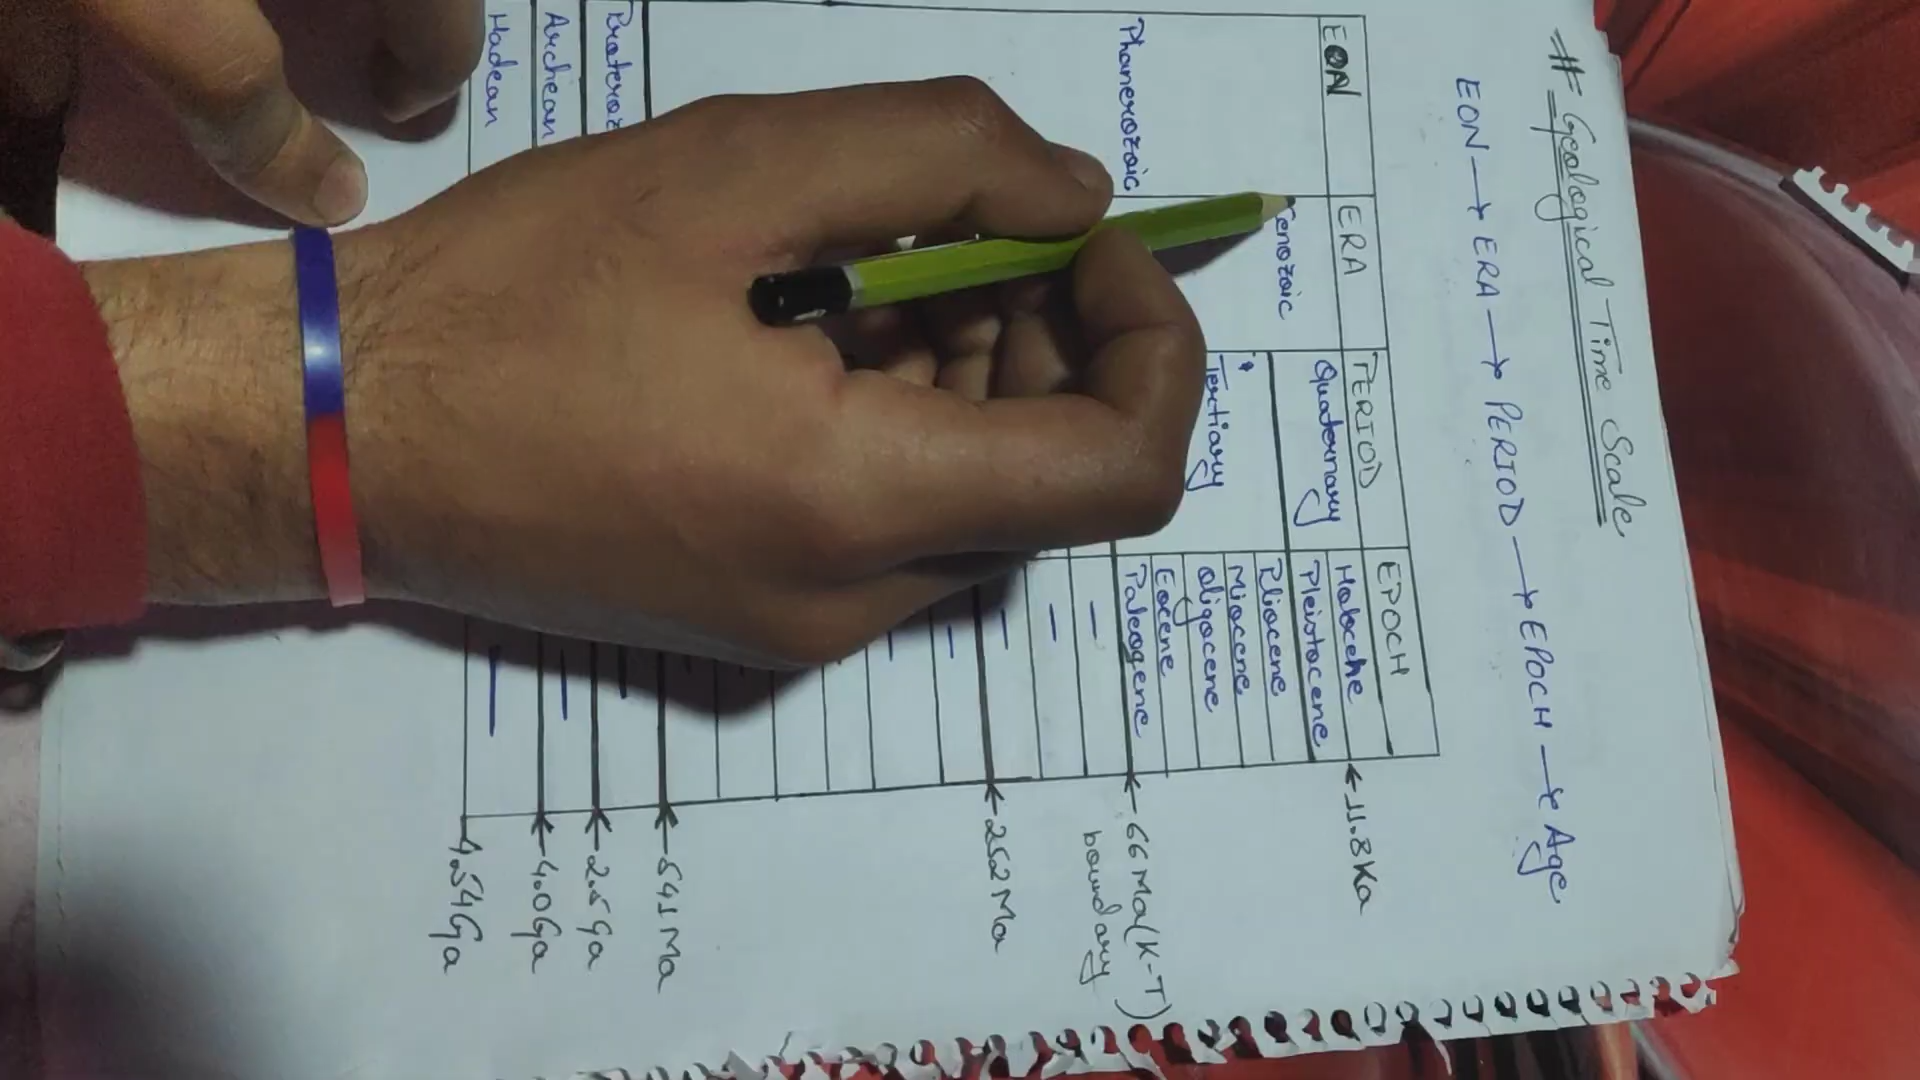 # Geological Time Scale
EON → ERA → PERIOD → EPOCH → Age
EON ERA PERIOD EPOCH
Phanerozoic Cenozoic Quaternary Holocene ← 11.8 Ka
Pleistocene
* Tertiary Pliocene
Miocene
Oligocene
Eocene
Paleogene
← 66 Ma (K-T)
boundary
—
—
← 252 Ma
—
—
—
← 541 Ma
Proteroz
← 2.5 Ga
Archean —
← 4.0 Ga
Hadean —
4.54 Ga